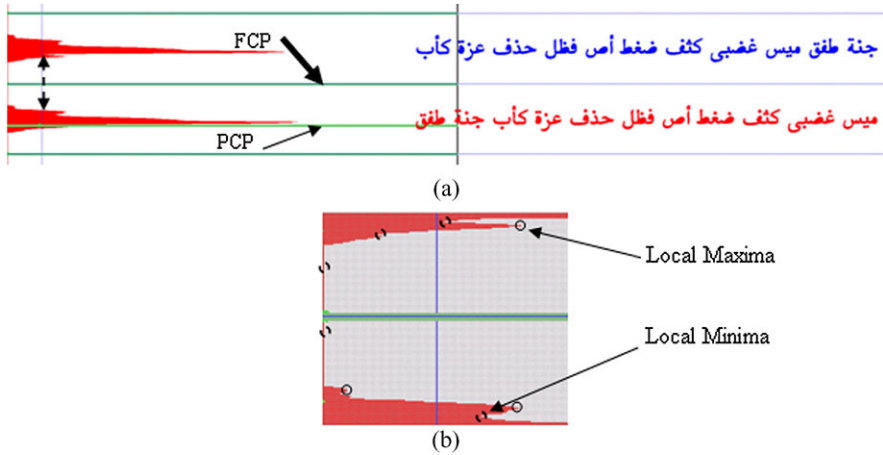 FCP
جنة طفق ميس غضبى كثف ضغط أص فظل حذف عزة كأب
ميس غضبى كثف ضغط أص فظل حذف عزة كأب جنة طفق
PCP
(a)
Local Maxima
Local Minima
(b)